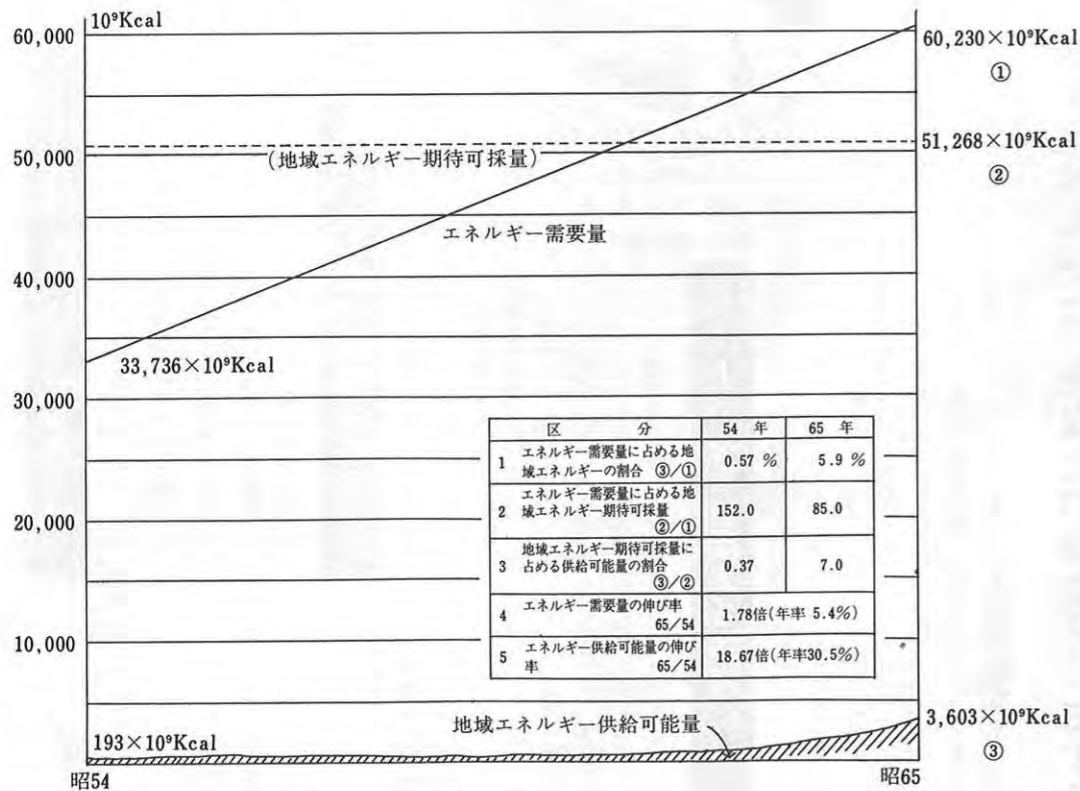 10⁹Kcal
60,000
50,000
40,000
30,000
20,000
10,000
60,230×10⁹Kcal
①
51,268×10⁹Kcal
②
(地域エネルギー期待可採量)
エネルギー需要量
33,736×10⁹Kcal
区 分 54 年 65 年
1 エネルギー需要量に占める地域エネルギーの割合 ③/① 0.57 % 5.9 %
2 エネルギー需要量に占める地域エネルギー期待可採量 ②/① 152.0 85.0
3 地域エネルギー期待可採量に占める供給可能量の割合 ③/② 0.37 7.0
4 エネルギー需要量の伸び率 65/54 1.78倍(年率 5.4%)
5 エネルギー供給可能量の伸び率 65/54 18.67倍(年率30.5%)
地域エネルギー供給可能量
193×10⁹Kcal
3,603×10⁹Kcal
③
昭54
昭65